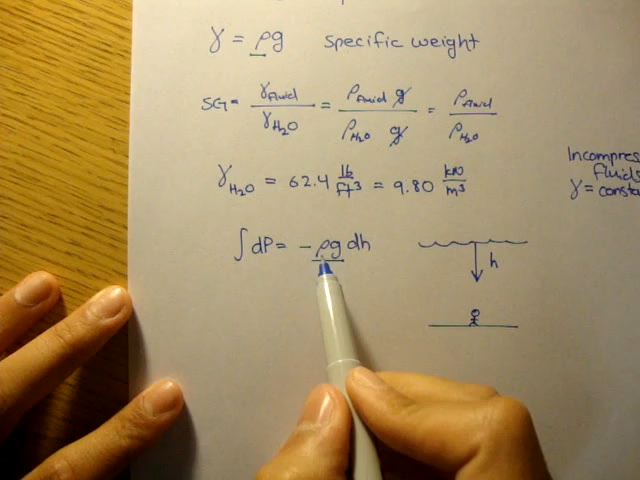 γ = ρg specific weight
SG = γFluid / γH₂O = ρFluid g / ρH₂O g = ρFluid / ρH₂O
γH₂O = 62.4 lb/ft³ = 9.80 kN/m³
Incompres
fluids
γ = consta
∫ dP = - ρg dh
h